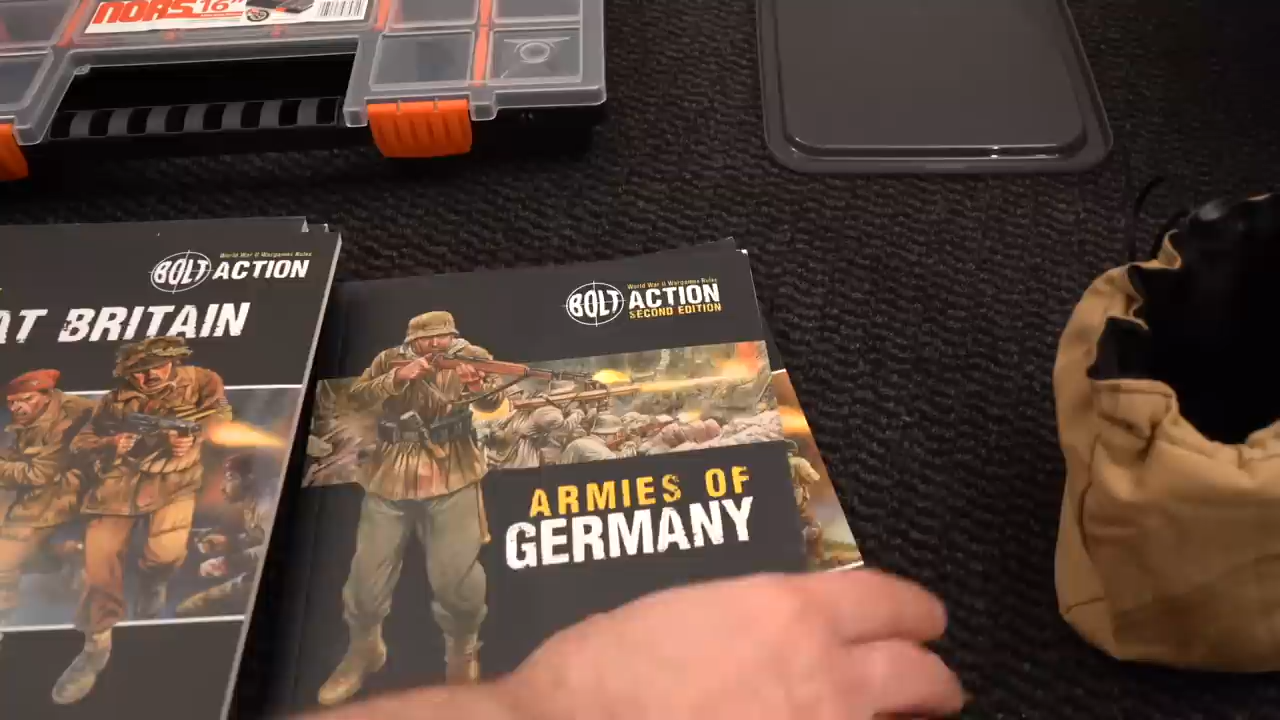 NORS 16"
World War II Wargames Rules
BOLT ACTION
AT BRITAIN
World War II Wargames Rules
BOLT ACTION
SECOND EDITION
ARMIES OF
GERMANY